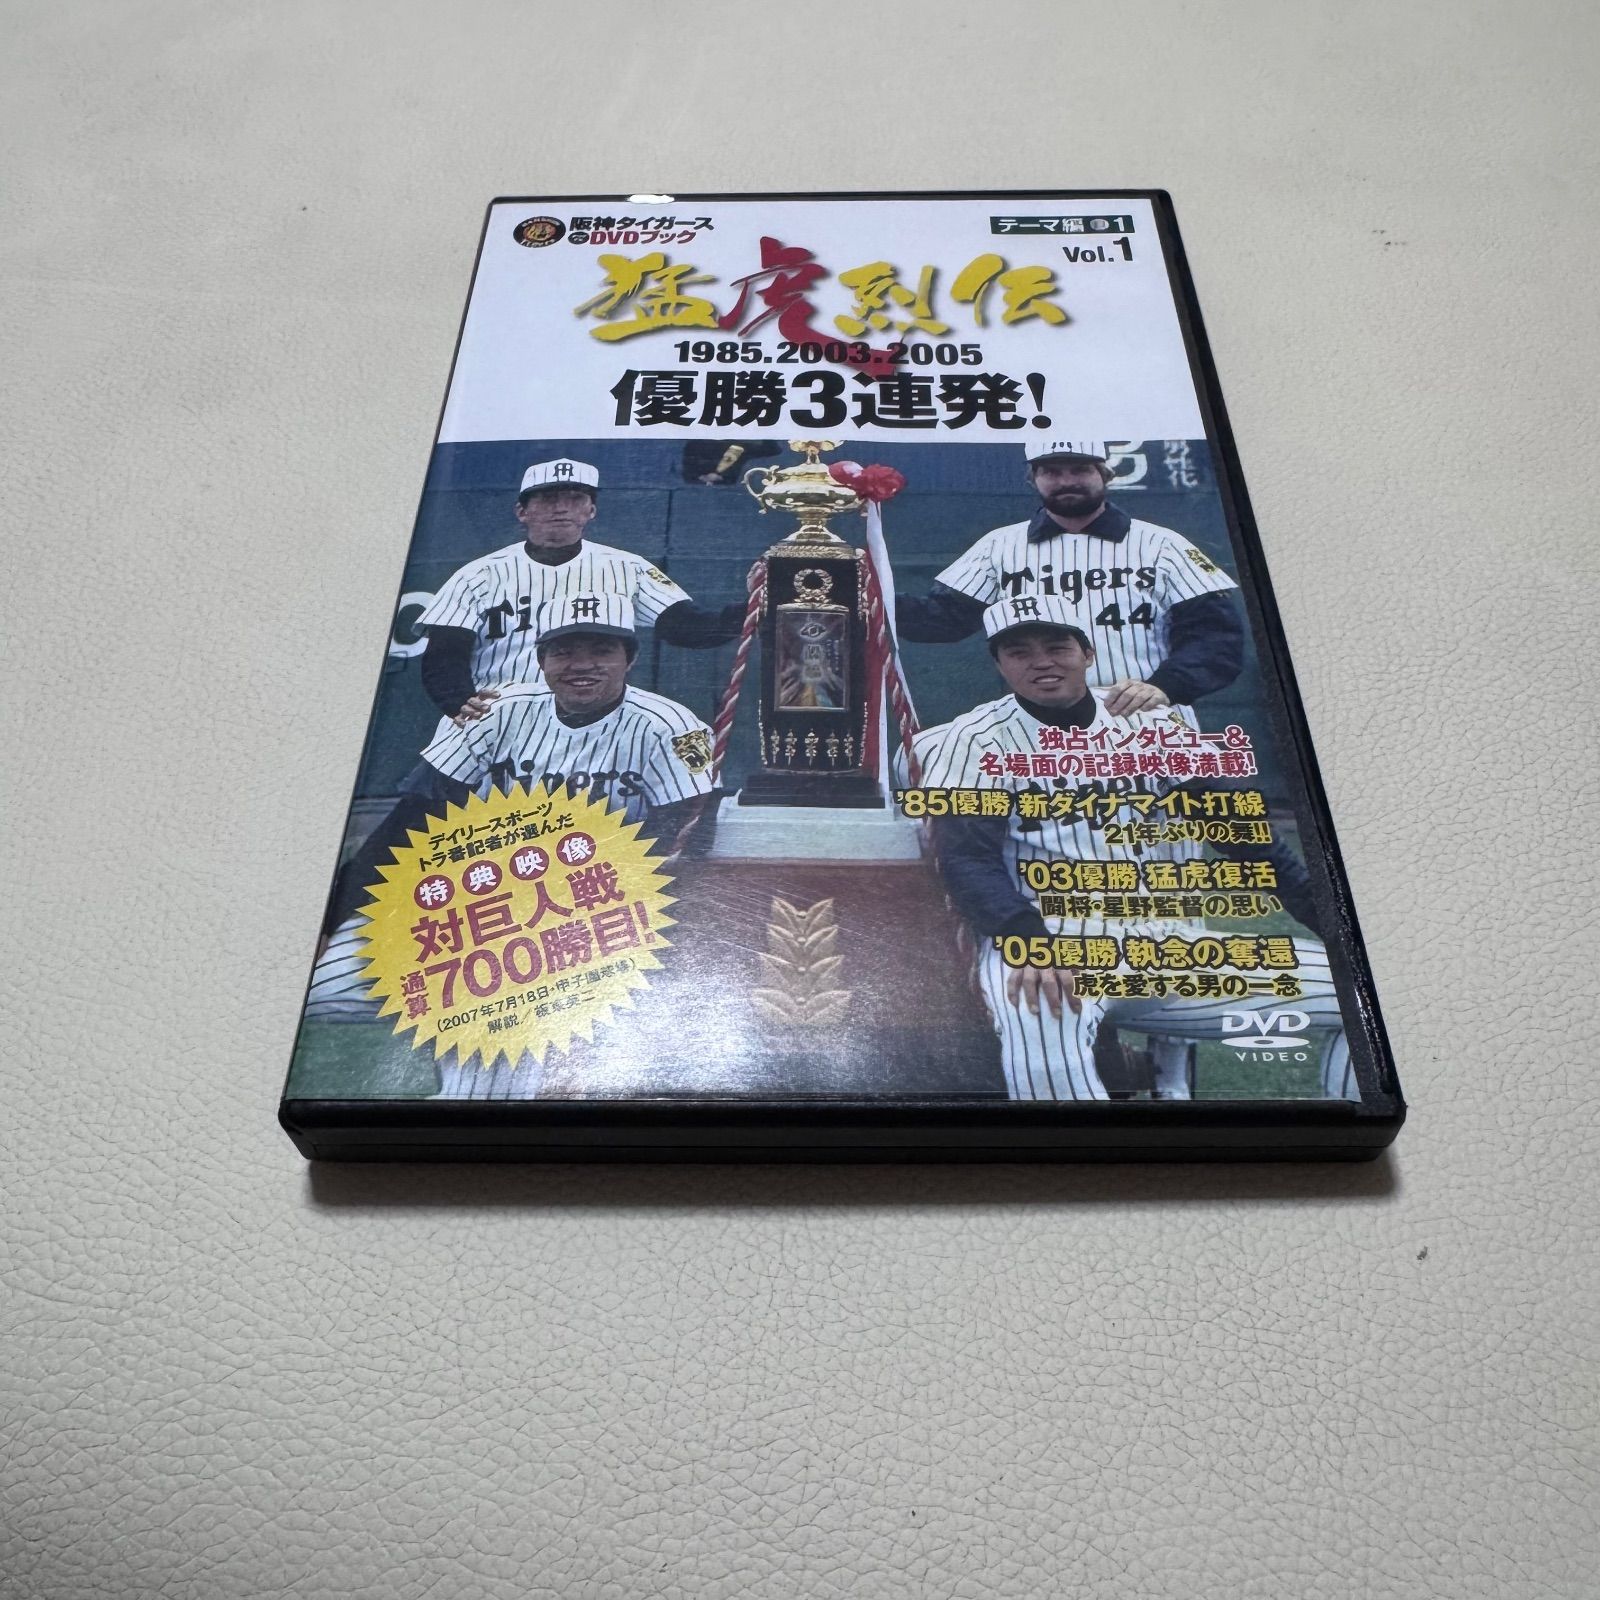 阪神タイガース
DVDブック
テーマ編 1
Vol.1
猛虎烈伝
1985.2003.2005
優勝3連発!
Tigers
44
Tigers
独占インタビュー&
名場面の記録映像満載!
'85優勝 新ダイナマイト打線
21年ぶりの舞!!
'03優勝 猛虎復活
闘将・星野監督の思い
'05優勝 執念の奪還
虎を愛する男の一念
デイリースポーツ
トラ番記者が選んだ
特典映像
対巨人戦
通算700勝目!
(2007年7月18日・甲子園球場)
DVD
VIDEO